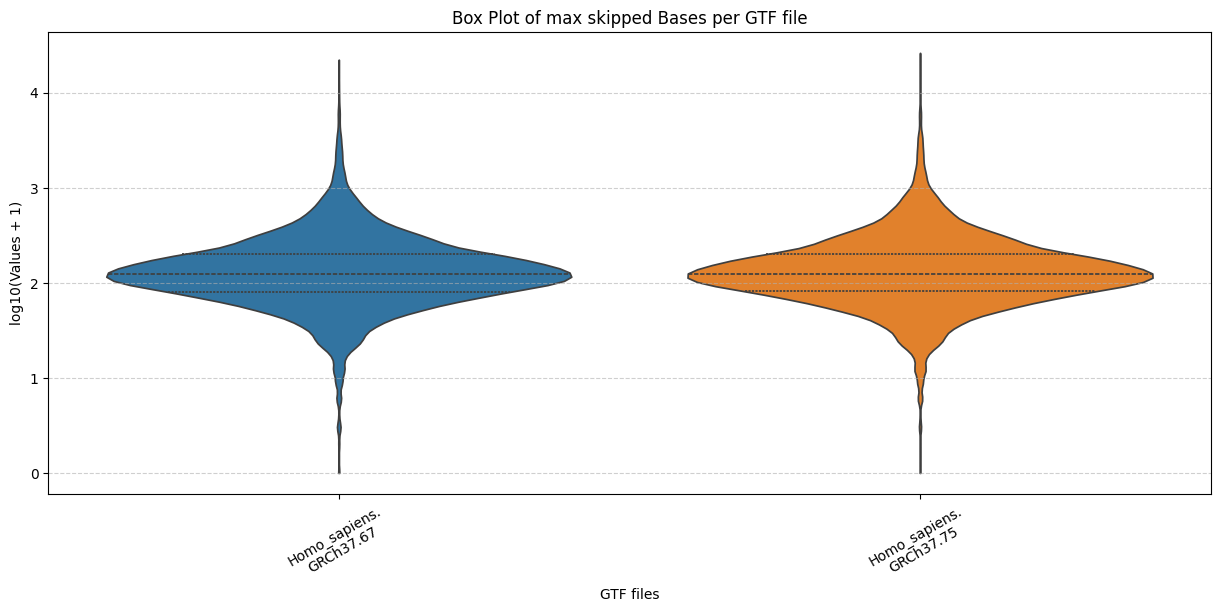 Box Plot of max skipped Bases per GTF file
log10(Values + 1)
4
3
2
1
0
Homo_sapiens.
GRCh37.67
Homo_sapiens.
GRCh37.75
GTF files